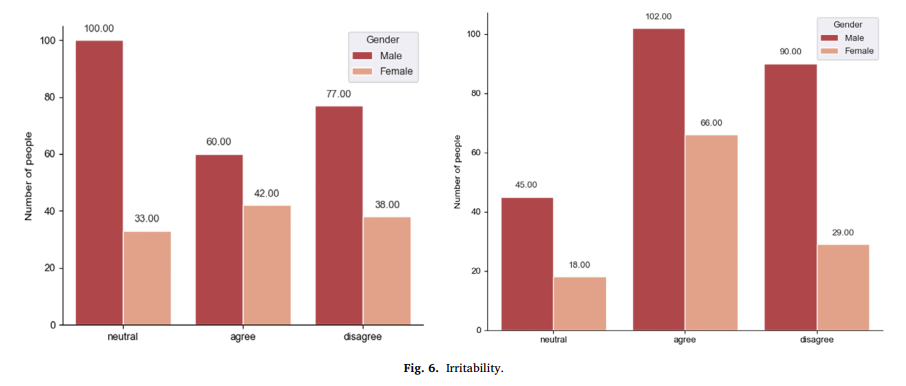 Number of people
100
80
60
40
20
0
100.00
33.00
60.00
42.00
77.00
38.00
neutral
agree
disagree
Gender
Male
Female
Number of people
100
80
60
40
20
0
45.00
18.00
102.00
66.00
90.00
29.00
neutral
agree
disagree
Gender
Male
Female
Fig. 6. Irritability.